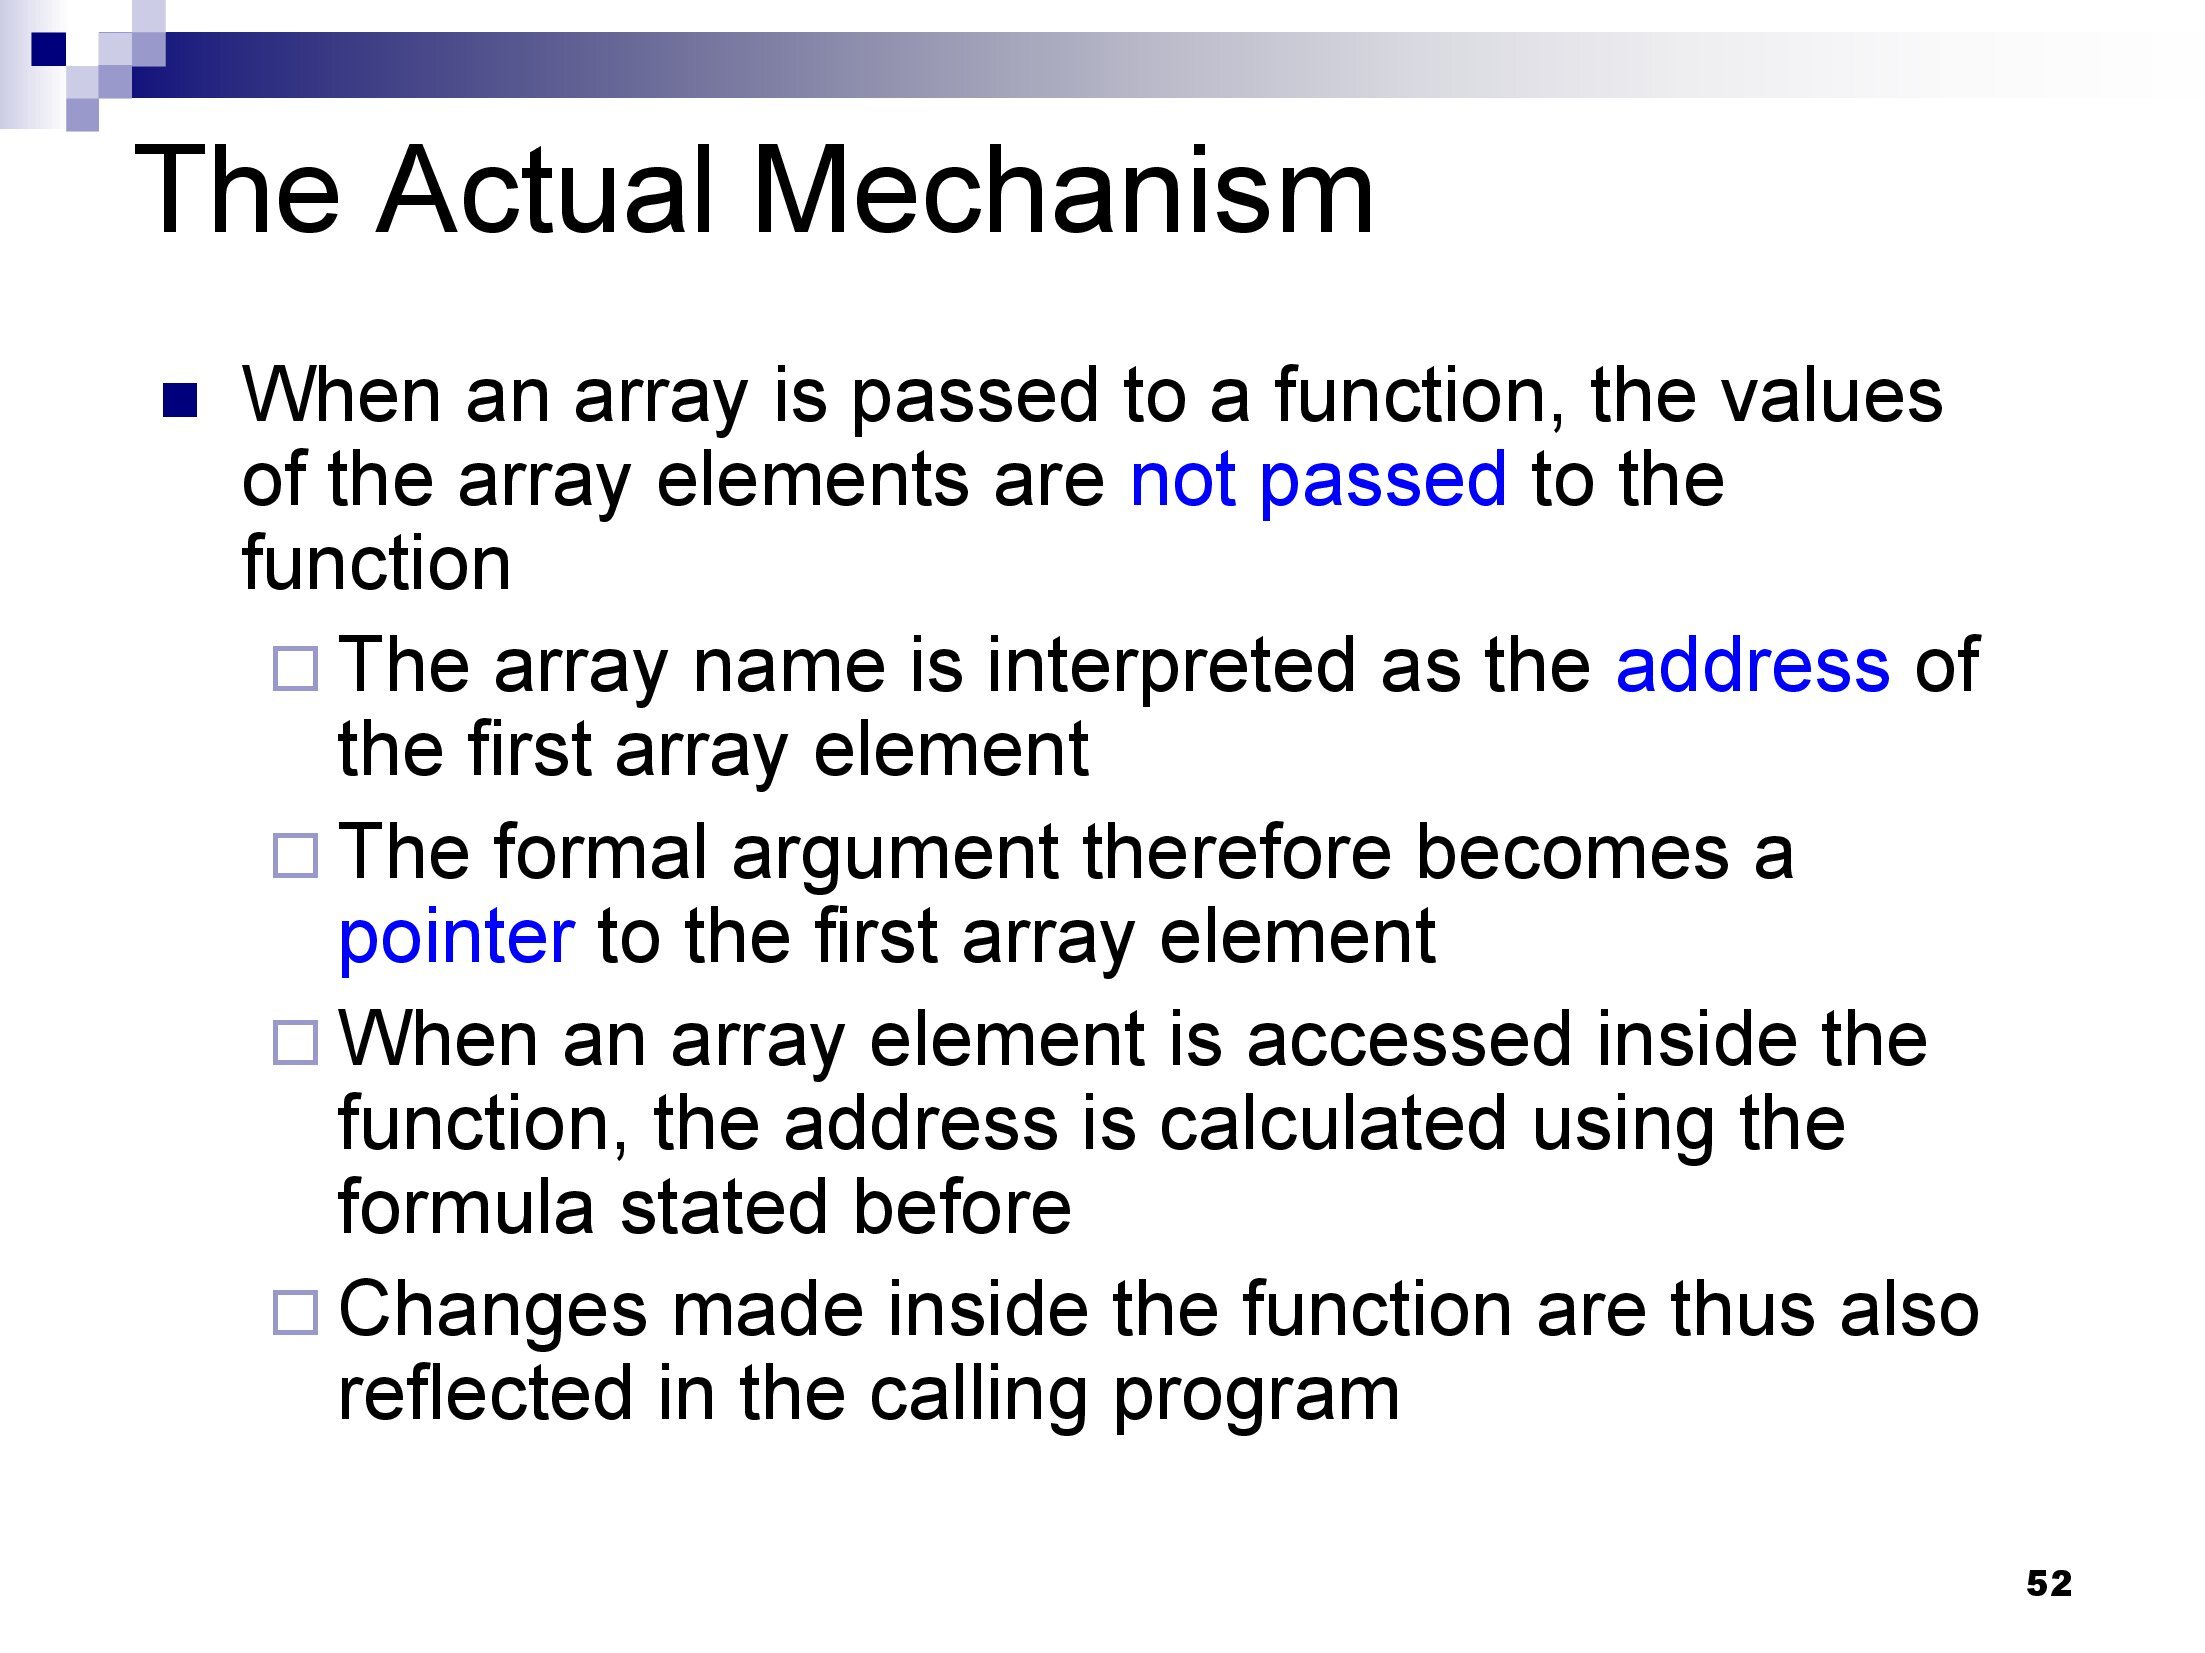 The Actual Mechanism
When an array is passed to a function, the values
of the array elements are not passed to the
function
The array name is interpreted as the address of
the first array element
The formal argument therefore becomes a
pointer to the first array element
When an array element is accessed inside the
function, the address is calculated using the
formula stated before
Changes made inside the function are thus also
reflected in the calling program
52